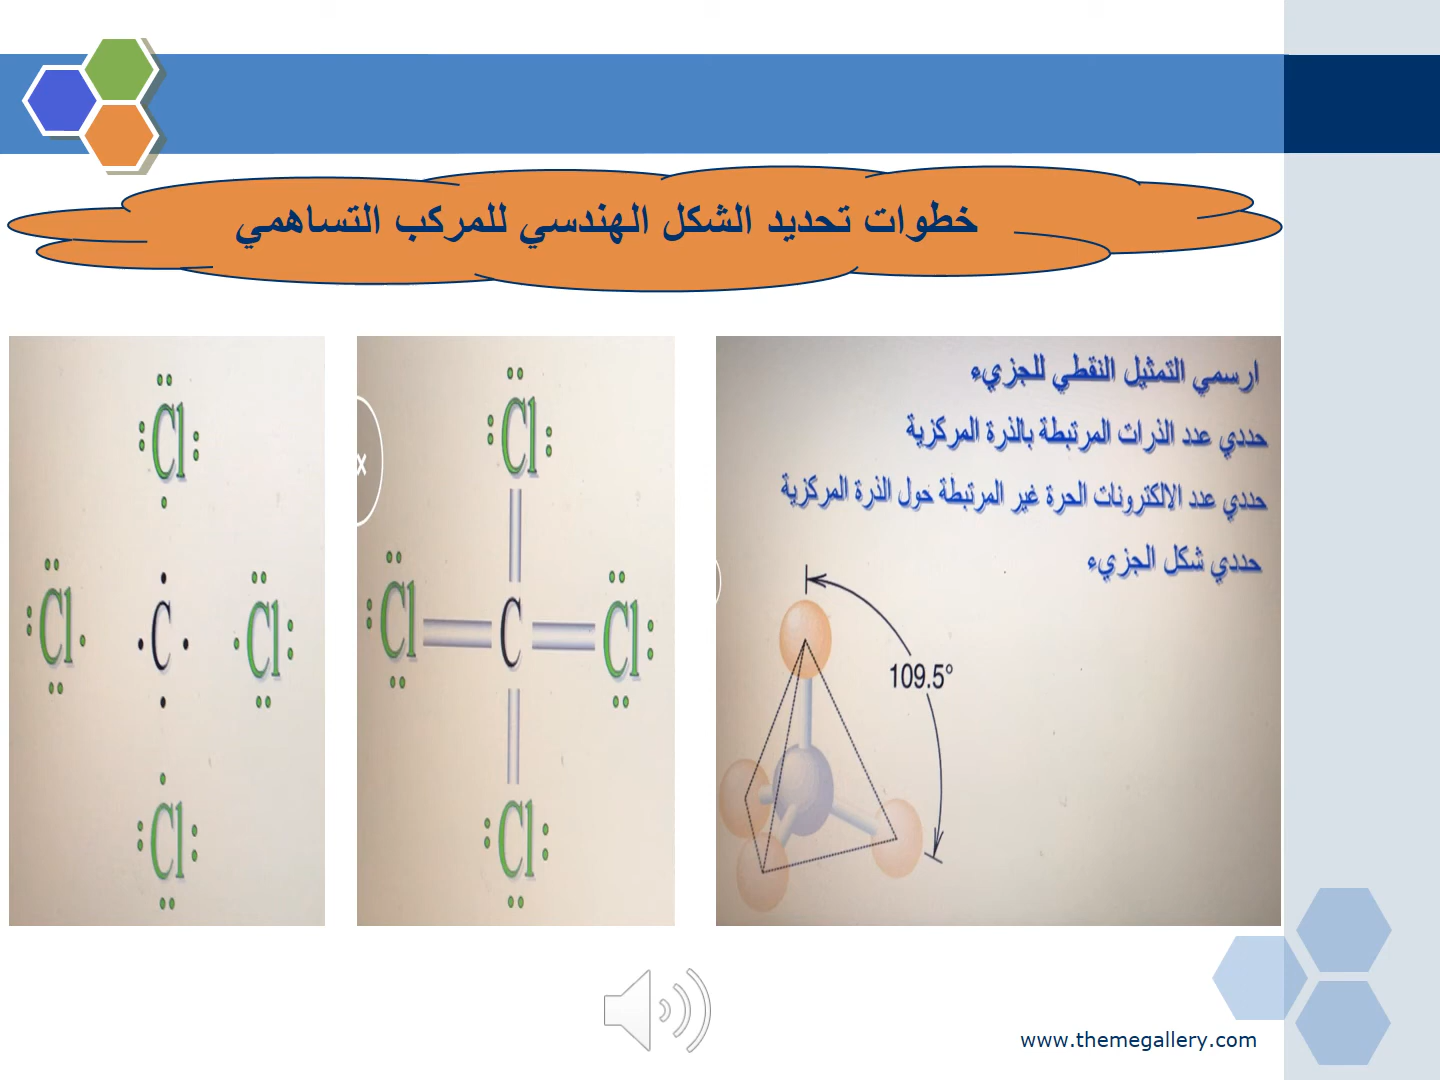 خطوات تحديد الشكل الهندسي للمركب التساهمي
ارسمي التمثيل النقطي للجزيء
حددي عدد الذرات المرتبطة بالذرة المركزية
حددي عدد الالكترونات الحرة غير المرتبطة حول الذرة المركزية
حددي شكل الجزيء
109.5°
Cl
Cl C Cl
Cl
x
Cl
Cl C Cl
Cl
www.themegallery.com